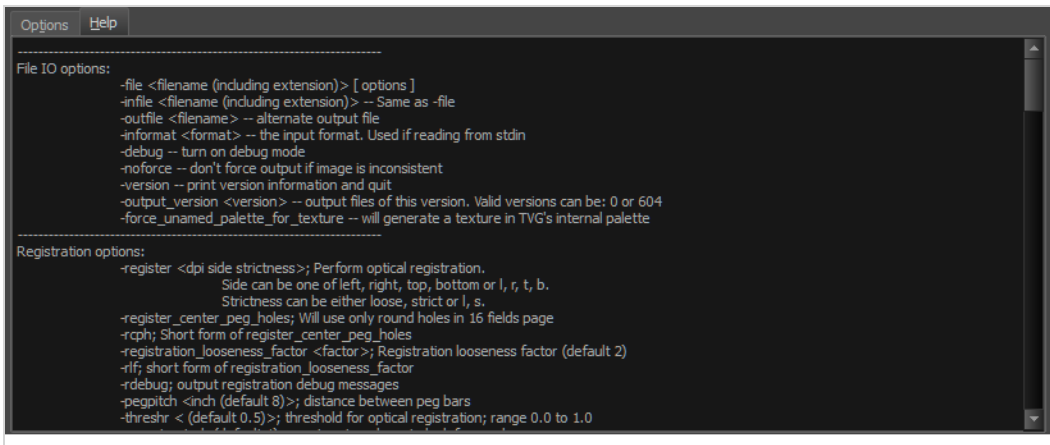 Options Help
--------------------------------------------------------------------------
File IO options:
-file <filename (including extension)> [ options ]
-infile <filename (including extension)> -- Same as -file
-outfile <filename> -- alternate output file
-informat <format> -- the input format. Used if reading from stdin
-debug -- turn on debug mode
-noforce -- don't force output if image is inconsistent
-version -- print version information and quit
-output_version <version> -- output files of this version. Valid versions can be: 0 or 604
-force_unamed_palette_for_texture -- will generate a texture in TVG's internal palette
--------------------------------------------------------------------------
Registration options:
-register <dpi side strictness>; Perform optical registration.
Side can be one of left, right, top, bottom or l, r, t, b.
Strictness can be either loose, strict or l, s.
-register_center_peg_holes; Will use only round holes in 16 fields page
-rcph; Short form of register_center_peg_holes
-registration_looseness_factor <factor>; Registration looseness factor (default 2)
-rlf; short form of registration_looseness_factor
-rdebug; output registration debug messages
-pegpitch <inch (default 8)>; distance between peg bars
-threshr < (default 0.5)>; threshold for optical registration; range 0.0 to 1.0